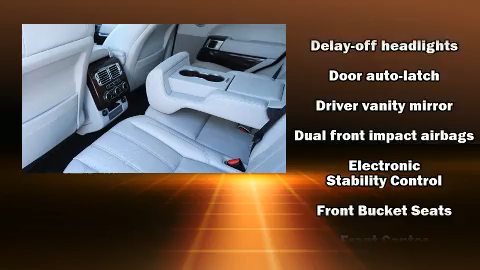 Delay-off headlights
Door auto-latch
Driver vanity mirror
Dual front impact airbags
Electronic
Stability Control
Front Bucket Seats